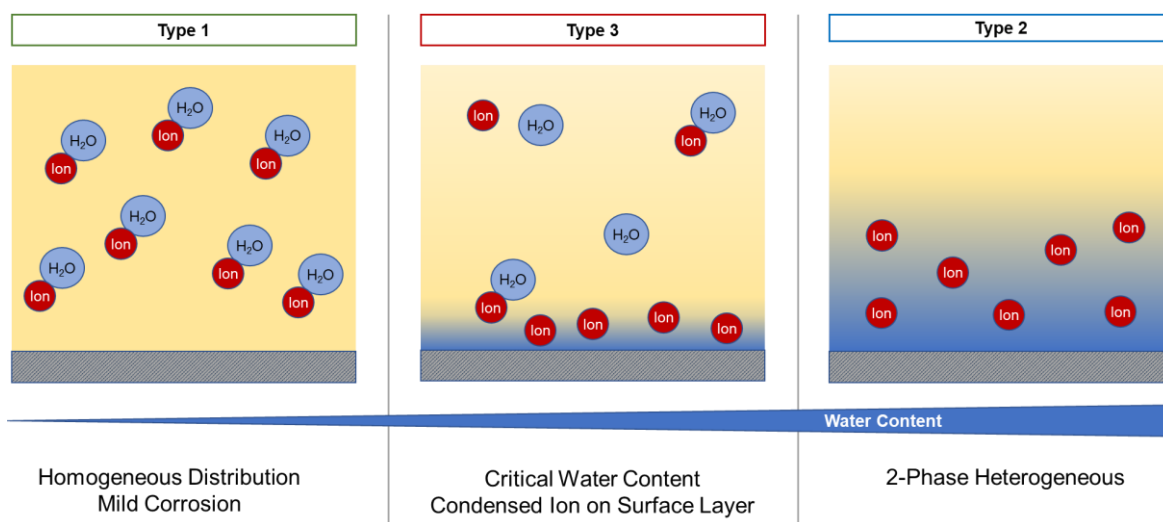 Type 1
H₂O
Ion
H₂O
Ion
H₂O
Ion
H₂O
Ion
H₂O
Ion
H₂O
Ion
H₂O
Ion
Homogeneous Distribution
Mild Corrosion
Type 3
Ion
H₂O
H₂O
Ion
H₂O
H₂O
Ion
Ion
Ion
Ion
Ion
Critical Water Content
Condensed Ion on Surface Layer
Type 2
Ion
Ion
Ion
Ion
Ion
Ion
Ion
Water Content
2-Phase Heterogeneous